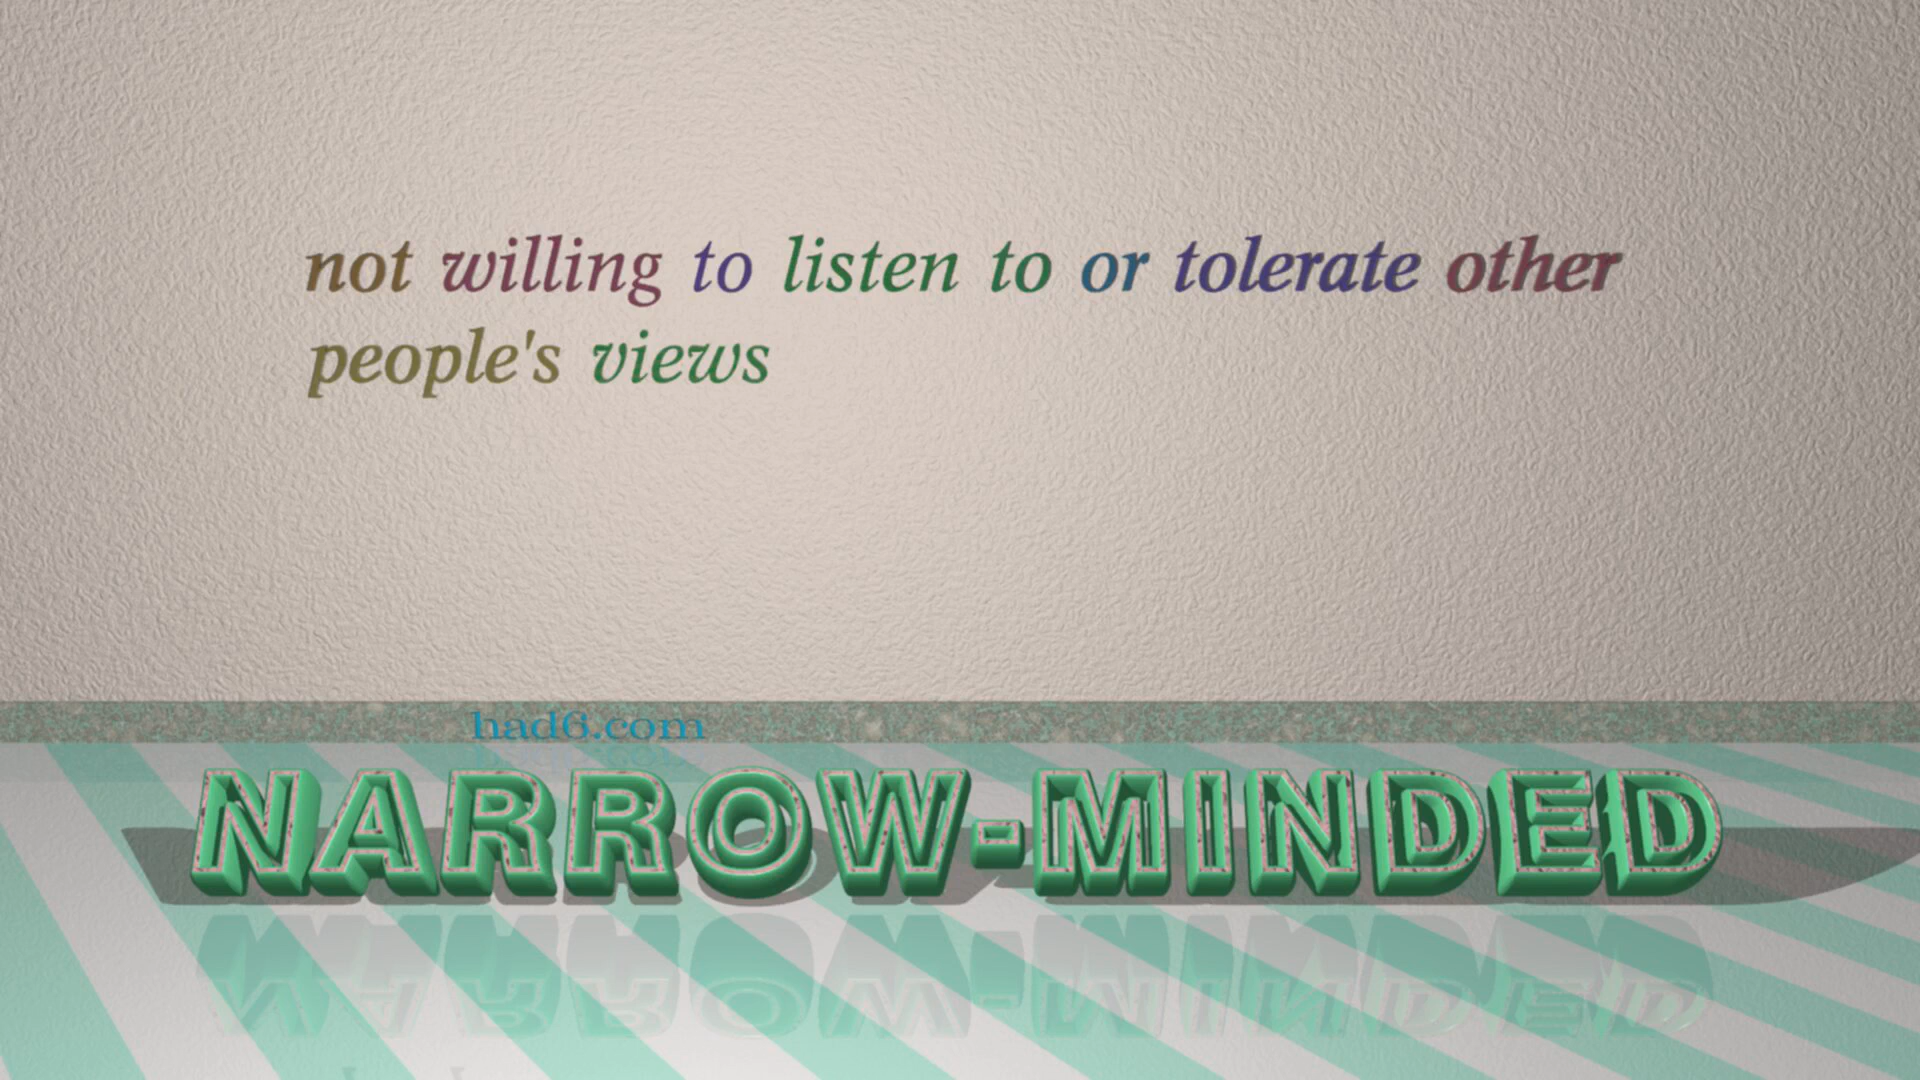 not willing to listen to or tolerate other
people's views
had6.com
NARROW-MINDED